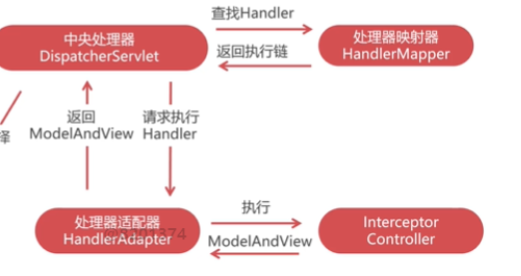 查找Handler
中央处理器
DispatcherServlet
返回执行链
处理器映射器
HandlerMapper
择
返回
ModelAndView
请求执行
Handler
处理器适配器
HandlerAdapter
执行
ModelAndView
Interceptor
Controller